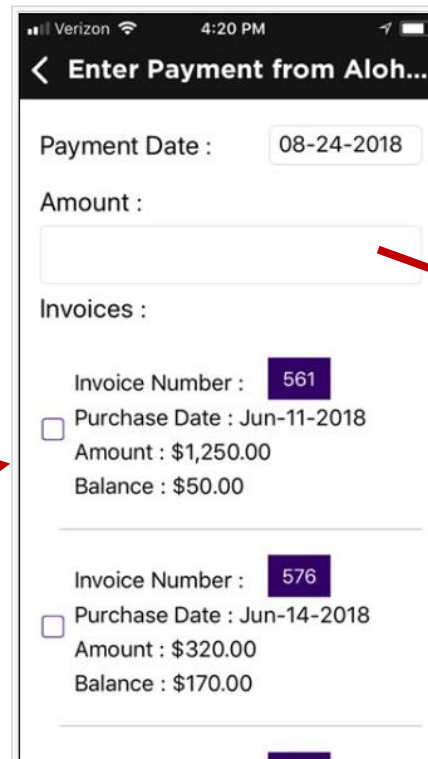 Verizon 4:20 PM
Enter Payment from Aloh...
Payment Date : 08-24-2018
Amount :
Invoices :
Invoice Number : 561
Purchase Date : Jun-11-2018
Amount : $1,250.00
Balance : $50.00
Invoice Number : 576
Purchase Date : Jun-14-2018
Amount : $320.00
Balance : $170.00